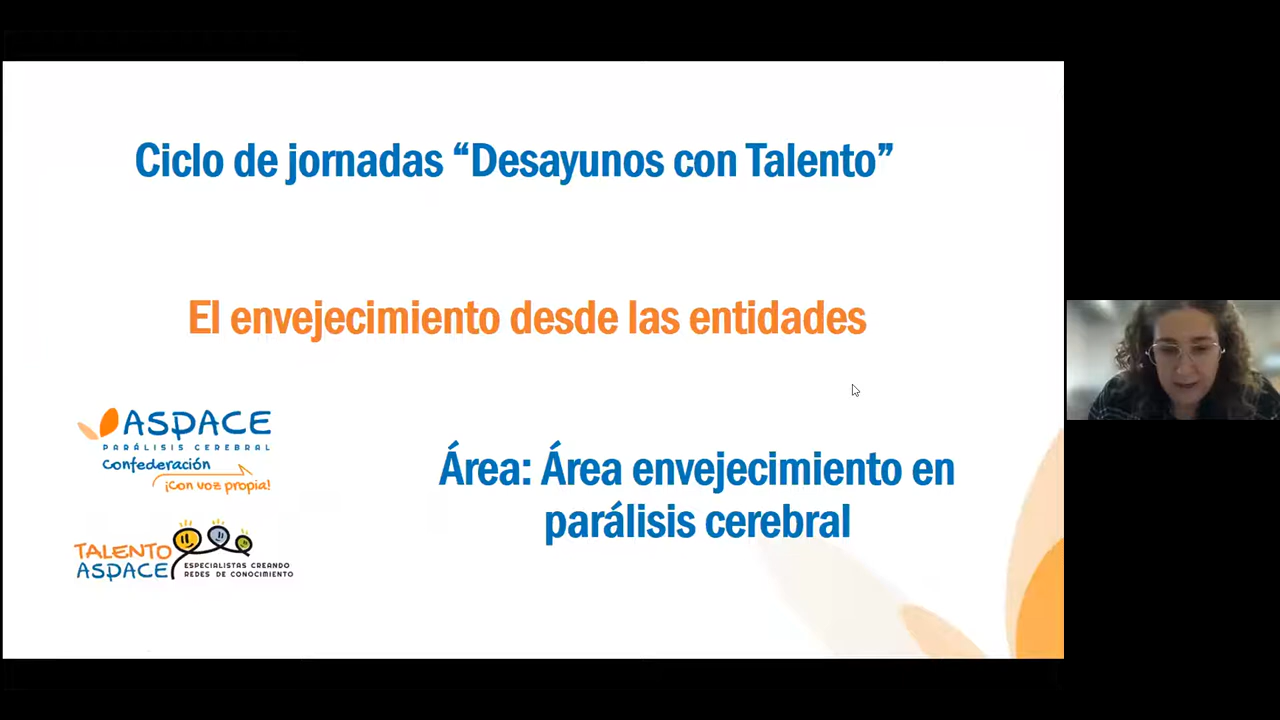 Ciclo de jornadas “Desayunos con Talento”
El envejecimiento desde las entidades
ASPACE
PARÁLISIS CEREBRAL
Confederación
¡Con voz propia!
Área: Área envejecimiento en
parálisis cerebral
TALENTO
ASPACE
ESPECIALISTAS CREANDO
REDES DE CONOCIMIENTO